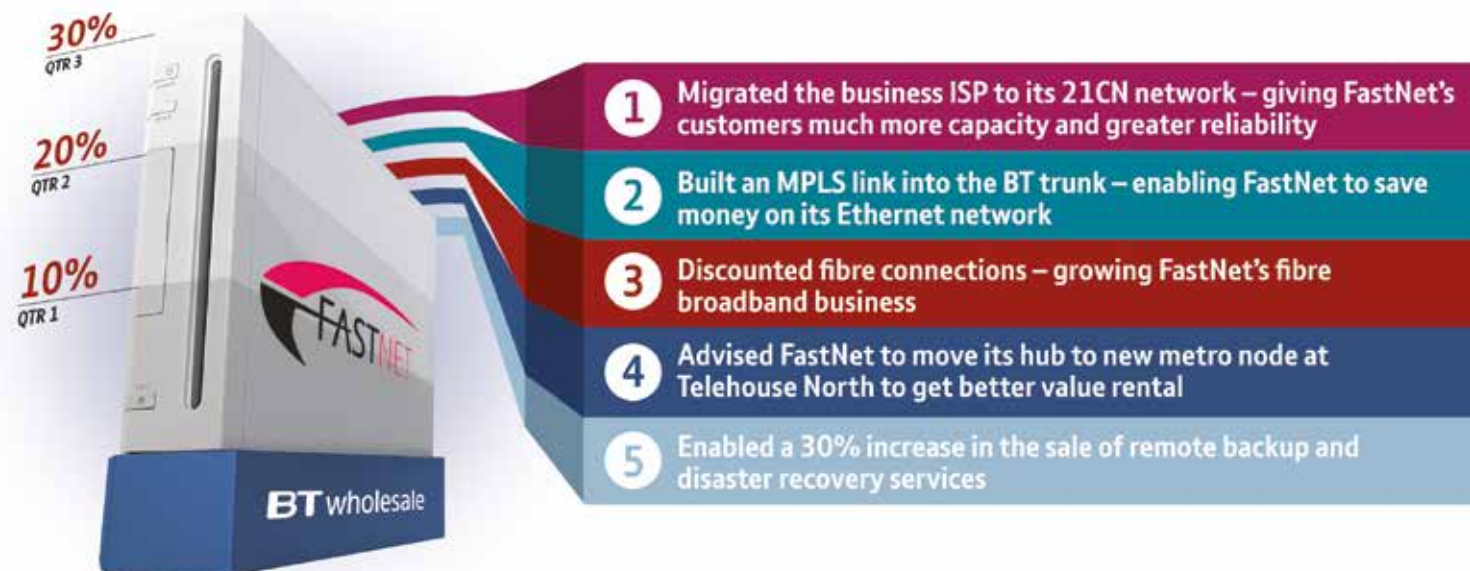 30%
QTR 3
20%
QTR 2
10%
QTR 1
FASTNET
BT wholesale
1
Migrated the business ISP to its 21CN network – giving FastNet's
customers much more capacity and greater reliability
2
Built an MPLS link into the BT trunk – enabling FastNet to save
money on its Ethernet network
3
Discounted fibre connections – growing FastNet's fibre
broadband business
4
Advised FastNet to move its hub to new metro node at
Telehouse North to get better value rental
5
Enabled a 30% increase in the sale of remote backup and
disaster recovery services